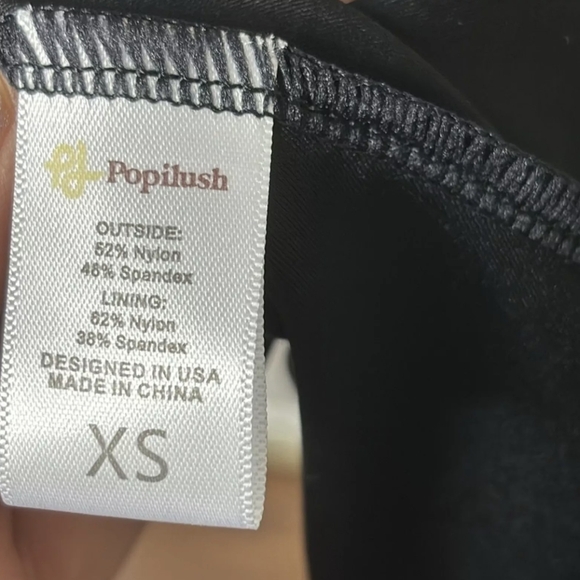 Popilush
OUTSIDE:
52% Nylon
48% Spandex
LINING:
62% Nylon
38% Spandex
DESIGNED IN USA
MADE IN CHINA
XS